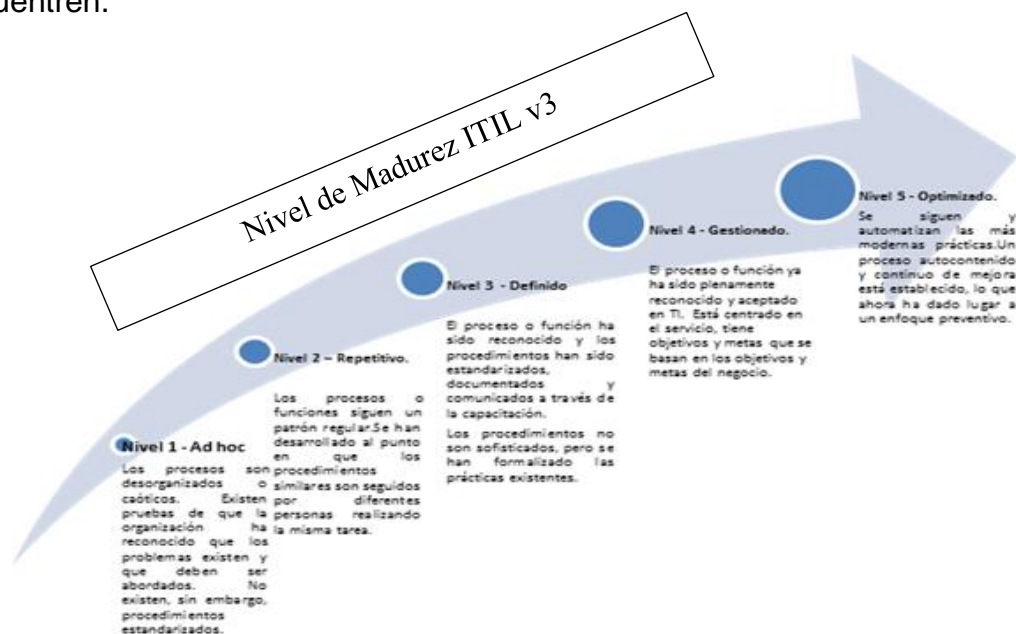 uentren.
Nivel de Madurez ITIL v3
Nivel 1 - Ad hoc
Los procesos son
desorganizados o
caóticos. Existen
pruebas de que la
organización ha
reconocido que los
problemas existen y
que deben ser
abordados. No
existen, sin embargo,
procedimientos
estandarizados.
Nivel 2 – Repetitivo.
Los procesos o
funciones siguen un
patrón regular.Se han
desarrollado al punto
en que los
procedimientos
similares son seguidos
por diferentes
personas realizando
la misma tarea.
Nivel 3 - Definido
El proceso o función ha
sido reconocido y los
procedimientos han sido
estandarizados,
documentados y
comunicados a través de
la capacitación.
Los procedimientos no
son sofisticados, pero se
han formalizado las
prácticas existentes.
Nivel 4 - Gestionado.
El proceso o función ya
ha sido plenamente
reconocido y aceptado
en TI. Está centrado en
el servicio, tiene
objetivos y metas que se
basan en los objetivos y
metas del negocio.
Nivel 5 - Optimizado.
Se siguen y
automatizan las más
modernas prácticas.Un
proceso autocontenido
y continuo de mejora
está establecido, lo que
ahora ha dado lugar a
un enfoque preventivo.